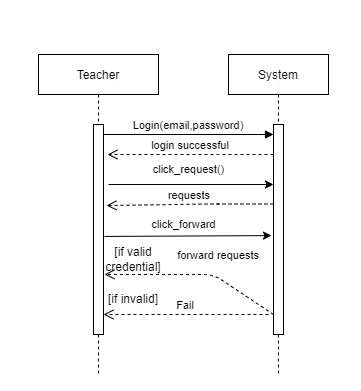 Teacher
System
Login(email,password)
login successful
click_request()
requests
click_forward
[if valid
credential]
forward requests
[if invalid]
Fail